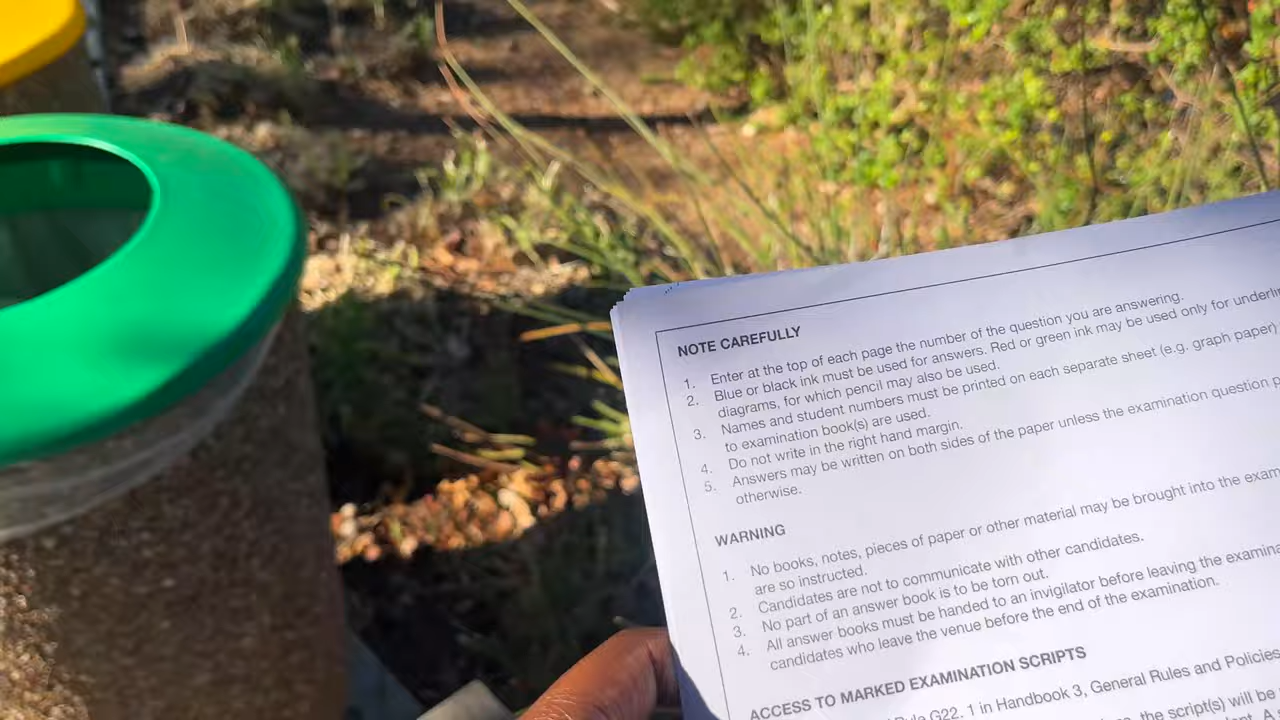 NOTE CAREFULLY
1. Enter at the top of each page the number of the question you are answering.
2. Blue or black ink must be used for answers. Red or green ink may be used only for
diagrams, for which pencil may also be used.
3. Names and student numbers must be printed on each separate sheet (e.g. graph paper)
to examination book(s) are used.
4. Do not write in the right hand margin.
5. Answers may be written on both sides of the paper unless the examination question
otherwise.
WARNING
1. No books, notes, pieces of paper or other material may be brought into the
are so instructed.
2. Candidates are not to communicate with other candidates.
3. No part of an answer book is to be torn out.
4. All answer books must be handed to an invigilator before leaving the
candidates who leave the venue before the end of the examination.
ACCESS TO MARKED EXAMINATION SCRIPTS
Rule G22. 1 in Handbook 3, General Rules and Policies
the script(s) will be